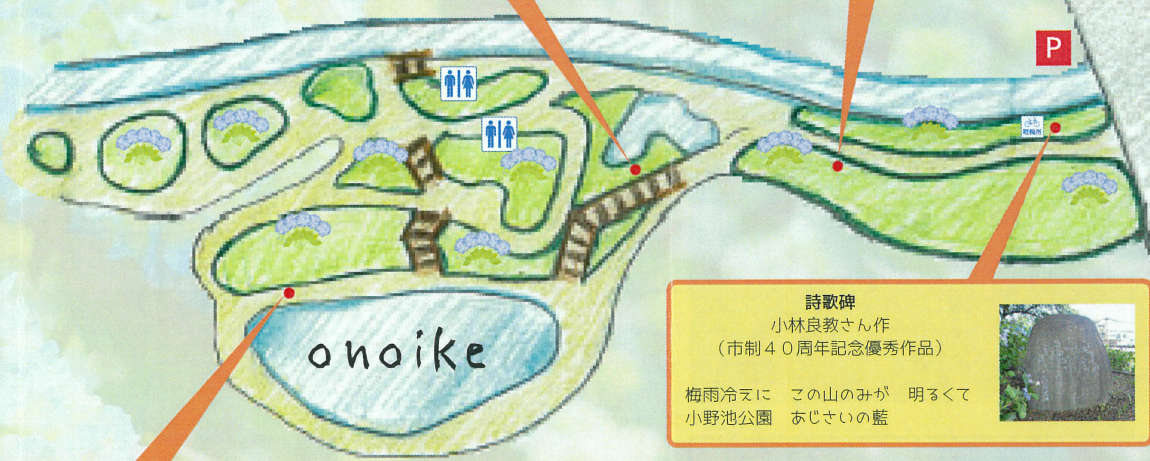 P
駐輪所
onoike
詩歌碑
小林良教さん作
（市制４０周年記念優秀作品）
梅雨冷えに　この山のみが　明るくて
小野池公園　あじさいの藍